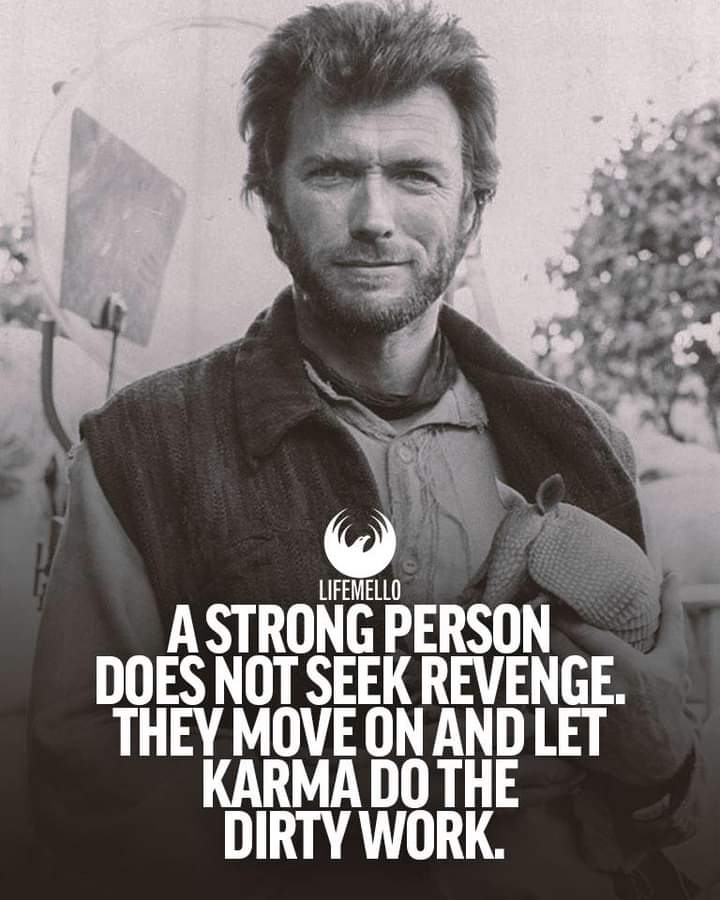 LIFEMELLO
A STRONG PERSON
DOES NOT SEEK REVENGE.
THEY MOVE ON AND LET
KARMA DO THE
DIRTY WORK.